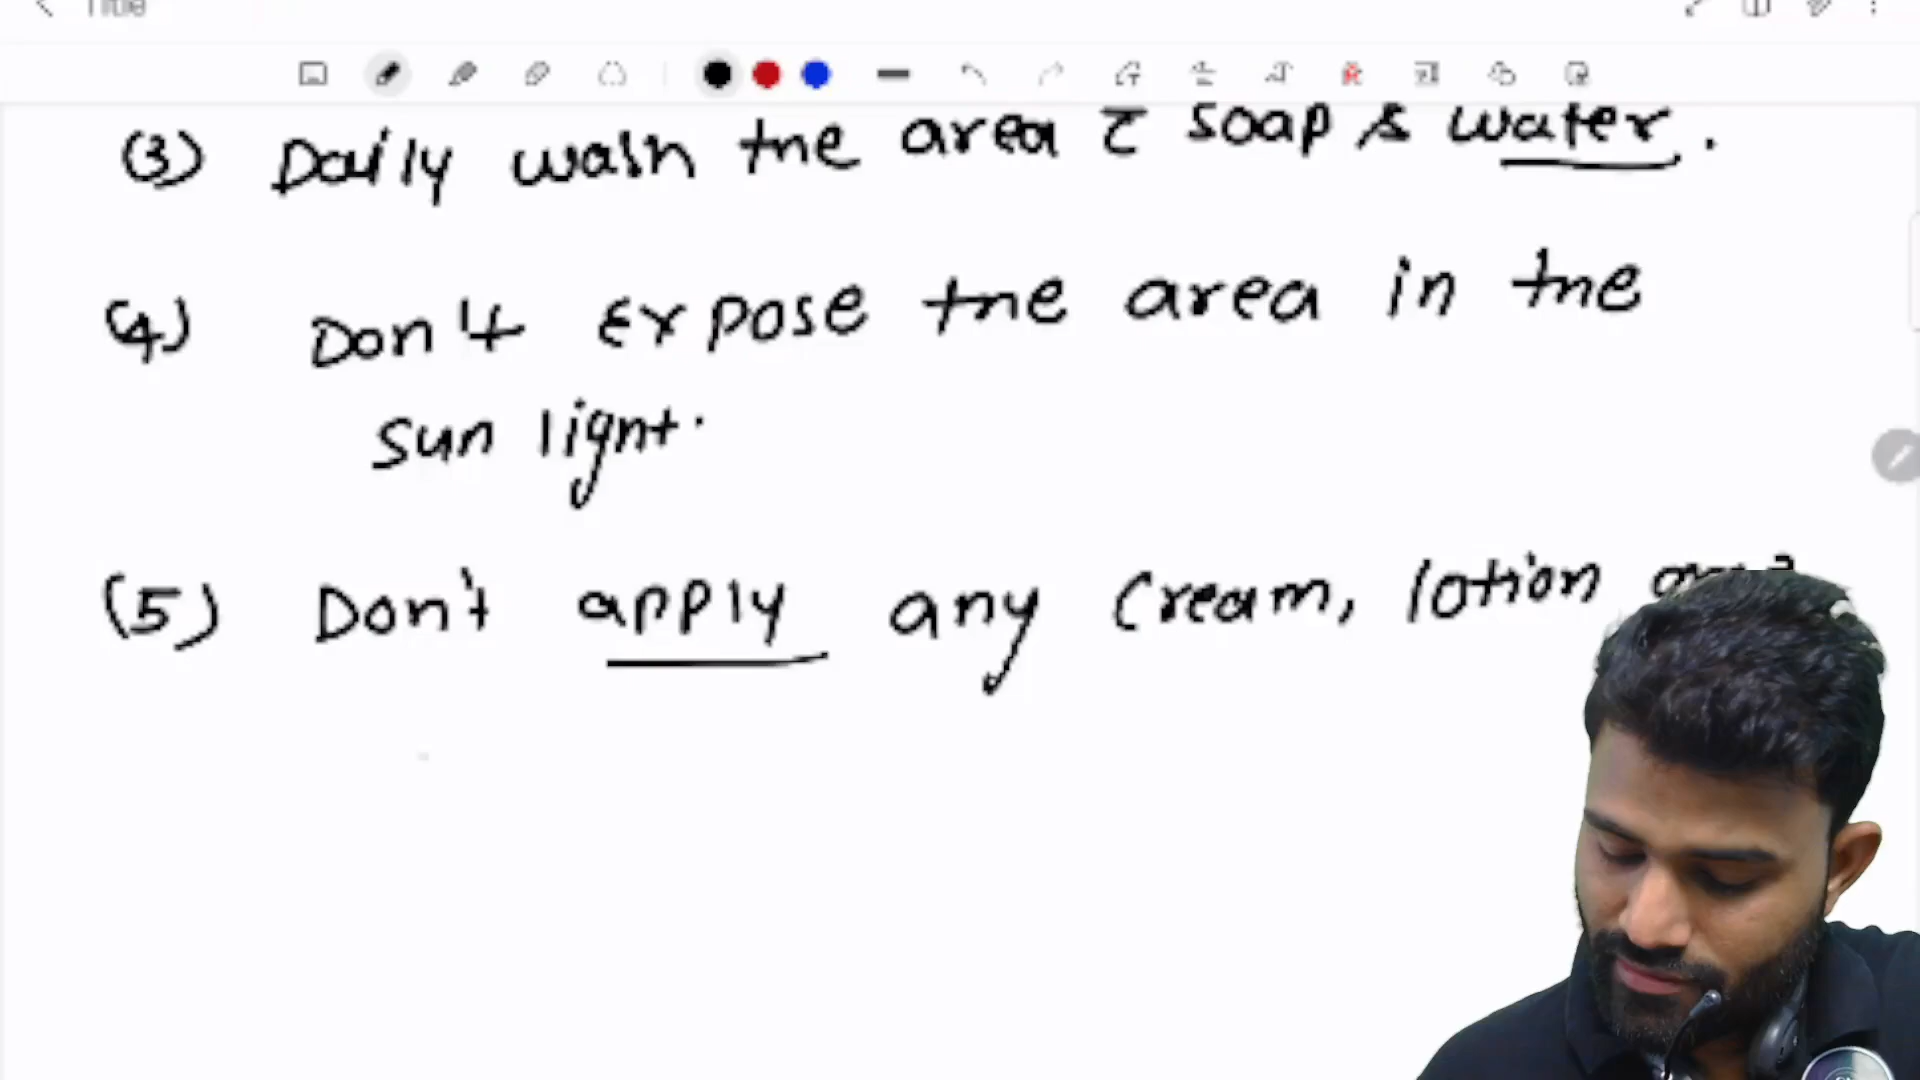 Title
(3) Daily wash the area c̄ soap & water.
(4) Don't Expose the area in the
sun light.
(5) Don't apply any cream, lotion